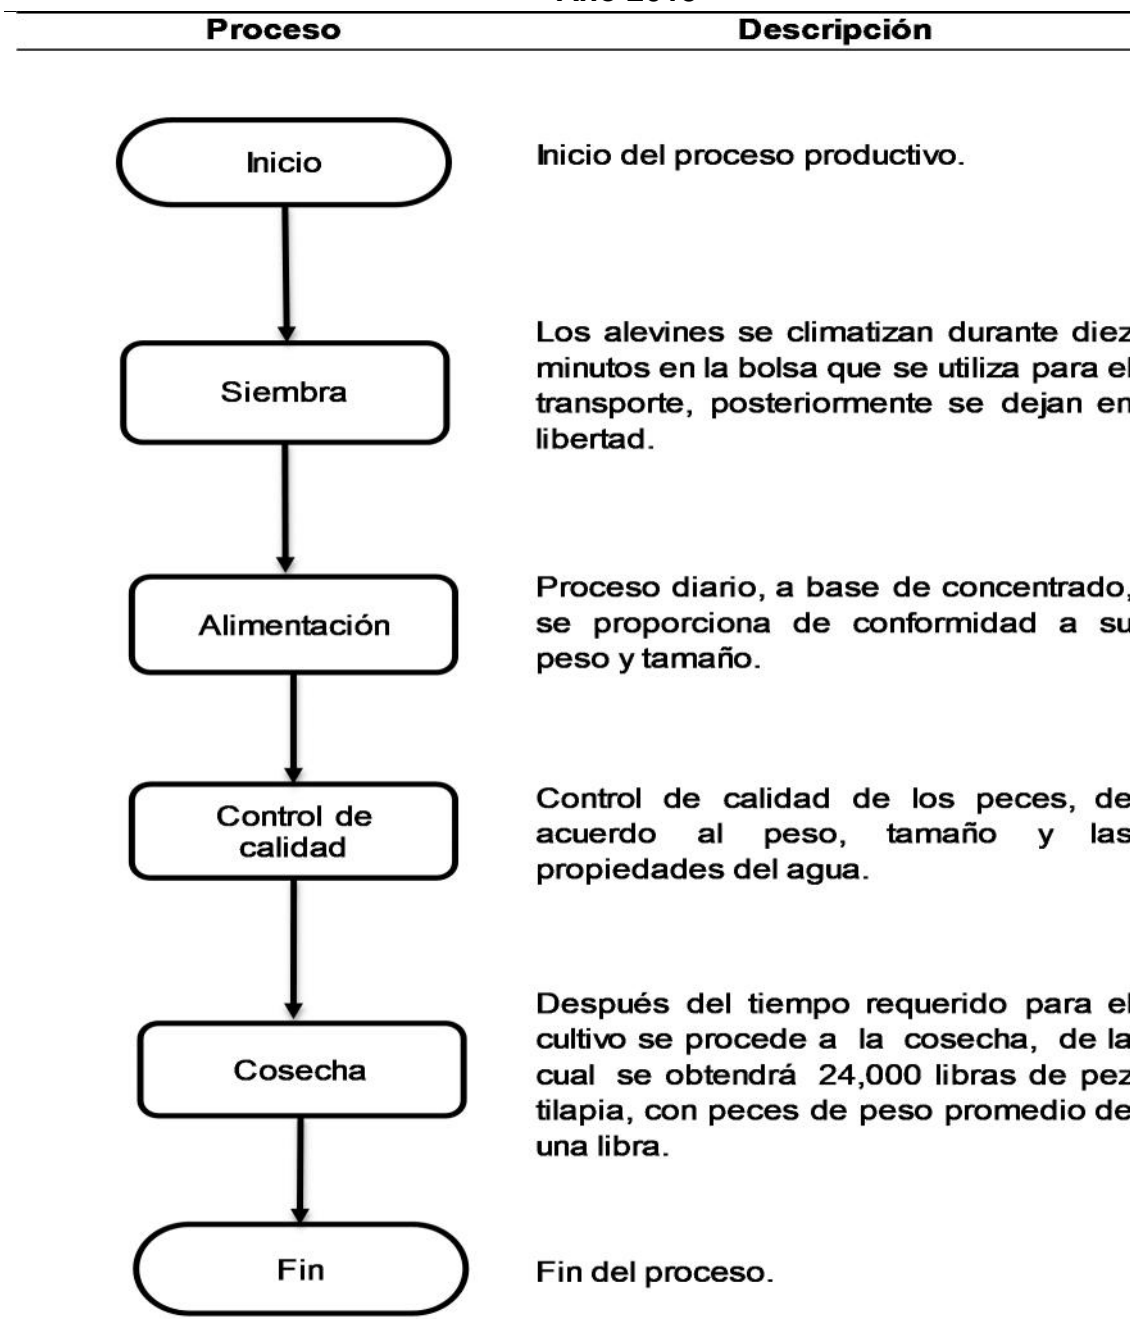 Proceso Descripción
Inicio
Inicio del proceso productivo.
Siembra
Los alevines se climatizan durante diez
minutos en la bolsa que se utiliza para el
transporte, posteriormente se dejan en
libertad.
Alimentación
Proceso diario, a base de concentrado,
se proporciona de conformidad a su
peso y tamaño.
Control de
calidad
Control de calidad de los peces, de
acuerdo al peso, tamaño y las
propiedades del agua.
Cosecha
Después del tiempo requerido para el
cultivo se procede a la cosecha, de la
cual se obtendrá 24,000 libras de pez
tilapia, con peces de peso promedio de
una libra.
Fin
Fin del proceso.